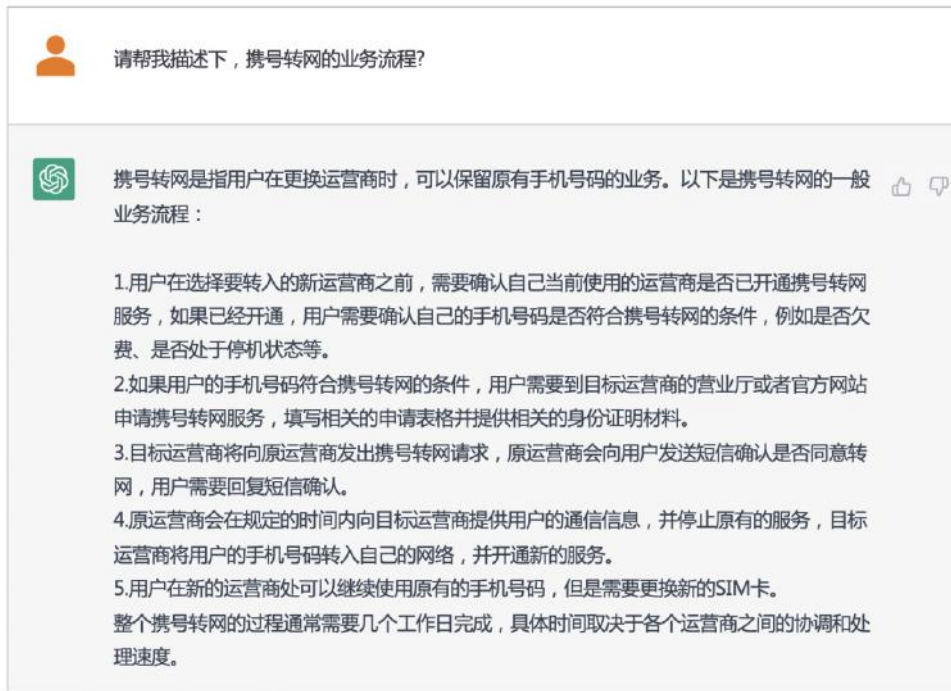 请帮我描述下，携号转网的业务流程?
携号转网是指用户在更换运营商时，可以保留原有手机号码的业务。以下是携号转网的一般
业务流程：
1.用户在选择要转入的新运营商之前，需要确认自己当前使用的运营商是否已开通携号转网
服务，如果已经开通，用户需要确认自己的手机号码是否符合携号转网的条件，例如是否欠
费、是否处于停机状态等。
2.如果用户的手机号码符合携号转网的条件，用户需要到目标运营商的营业厅或者官方网站
申请携号转网服务，填写相关的申请表格并提供相关的身份证明材料。
3.目标运营商将向原运营商发出携号转网请求，原运营商会向用户发送短信确认是否同意转
网，用户需要回复短信确认。
4.原运营商会在规定的时间内向目标运营商提供用户的通信信息，并停止原有的服务，目标
运营商将用户的手机号码转入自己的网络，并开通新的服务。
5.用户在新的运营商处可以继续使用原有的手机号码，但是需要更换新的SIM卡。
整个携号转网的过程通常需要几个工作日完成，具体时间取决于各个运营商之间的协调和处
理速度。